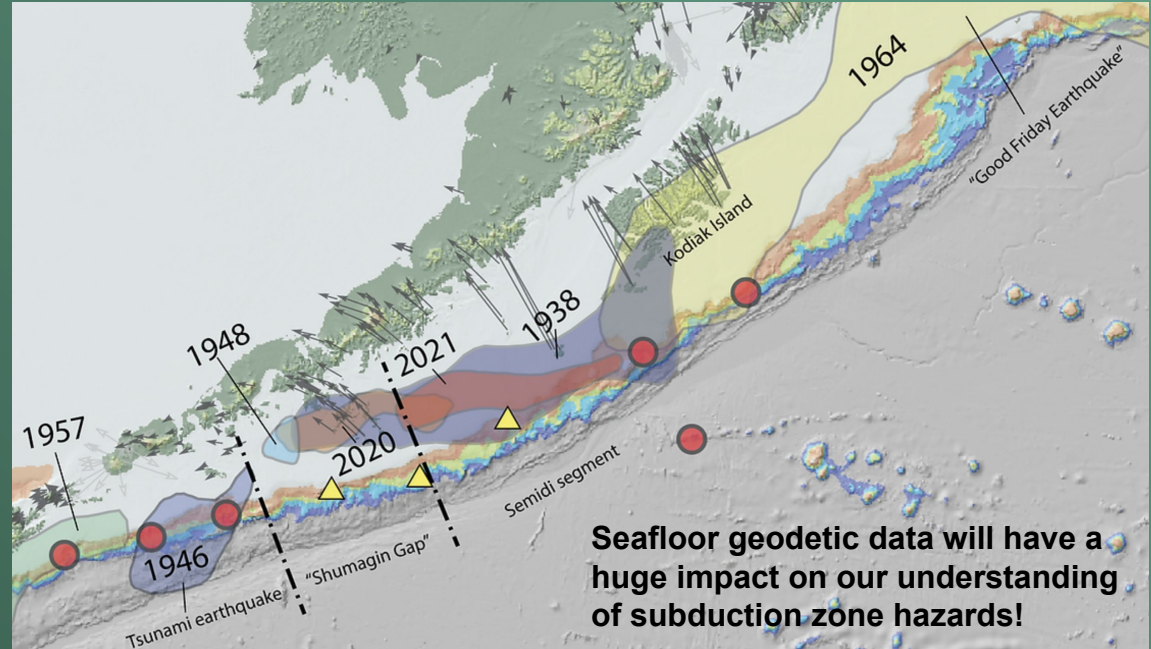 1964
“Good Friday Earthquake”
Kodiak Island
1938
1948
2021
1957
2020
Semidi segment
“Shumagin Gap”
1946
Tsunami earthquake
Seafloor geodetic data will have a
huge impact on our understanding
of subduction zone hazards!